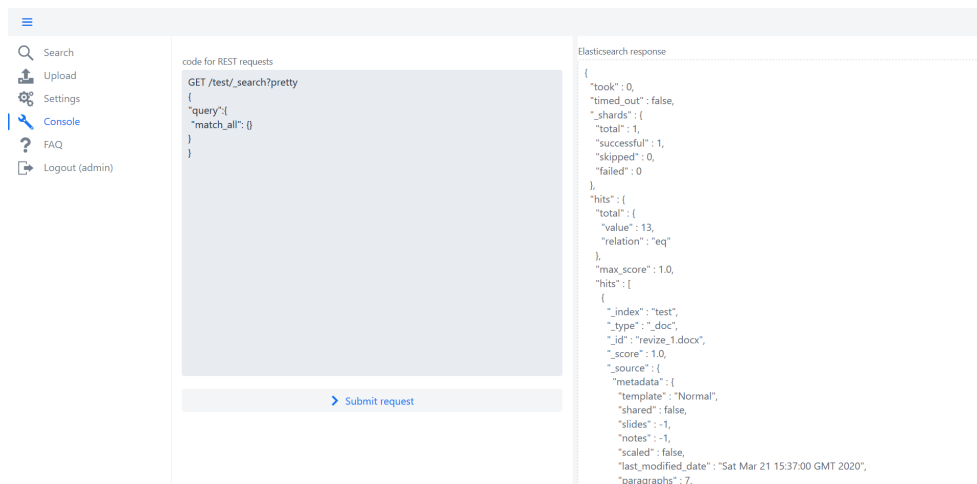 Search
Upload
Settings
Console
FAQ
Logout (admin)
code for REST requests
GET /test/_search?pretty
{
"query":{
"match_all": {}
}
}
Submit request
Elasticsearch response
{
"took" : 0,
"timed_out" : false,
"_shards" : {
"total" : 1,
"successful" : 1,
"skipped" : 0,
"failed" : 0
},
"hits" : {
"total" : {
"value" : 13,
"relation" : "eq"
},
"max_score" : 1.0,
"hits" : [
{
"_index" : "test",
"_type" : "_doc",
"_id" : "revize_1.docx",
"_score" : 1.0,
"_source" : {
"metadata" : {
"template" : "Normal",
"shared" : false,
"slides" : -1,
"notes" : -1,
"scaled" : false,
"last_modified_date" : "Sat Mar 21 15:37:00 GMT 2020",
"paragraphs" : 7,